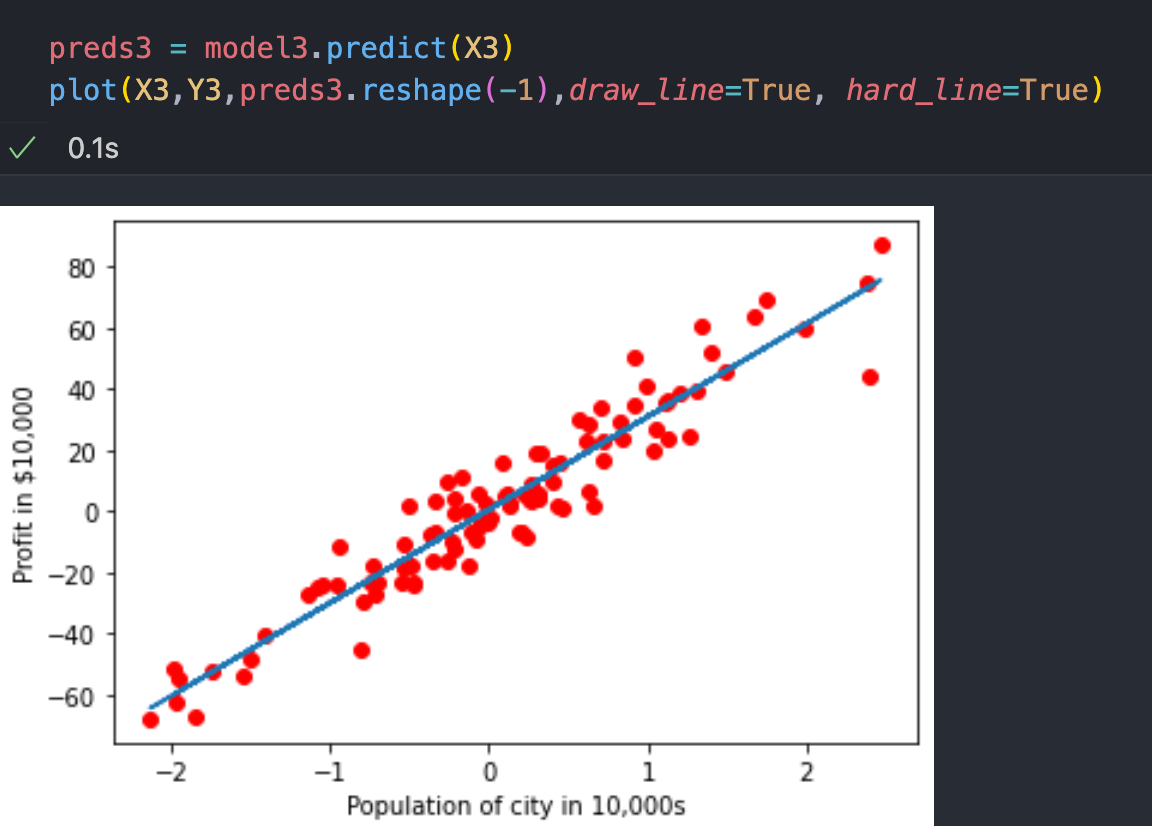 preds3 = model3.predict(X3)
plot(X3,Y3,preds3.reshape(-1),draw_line=True, hard_line=True)
0.1s
80
60
40
20
0
−20
−40
−60
Profit in $10,000
−2
−1
0
1
2
Population of city in 10,000s